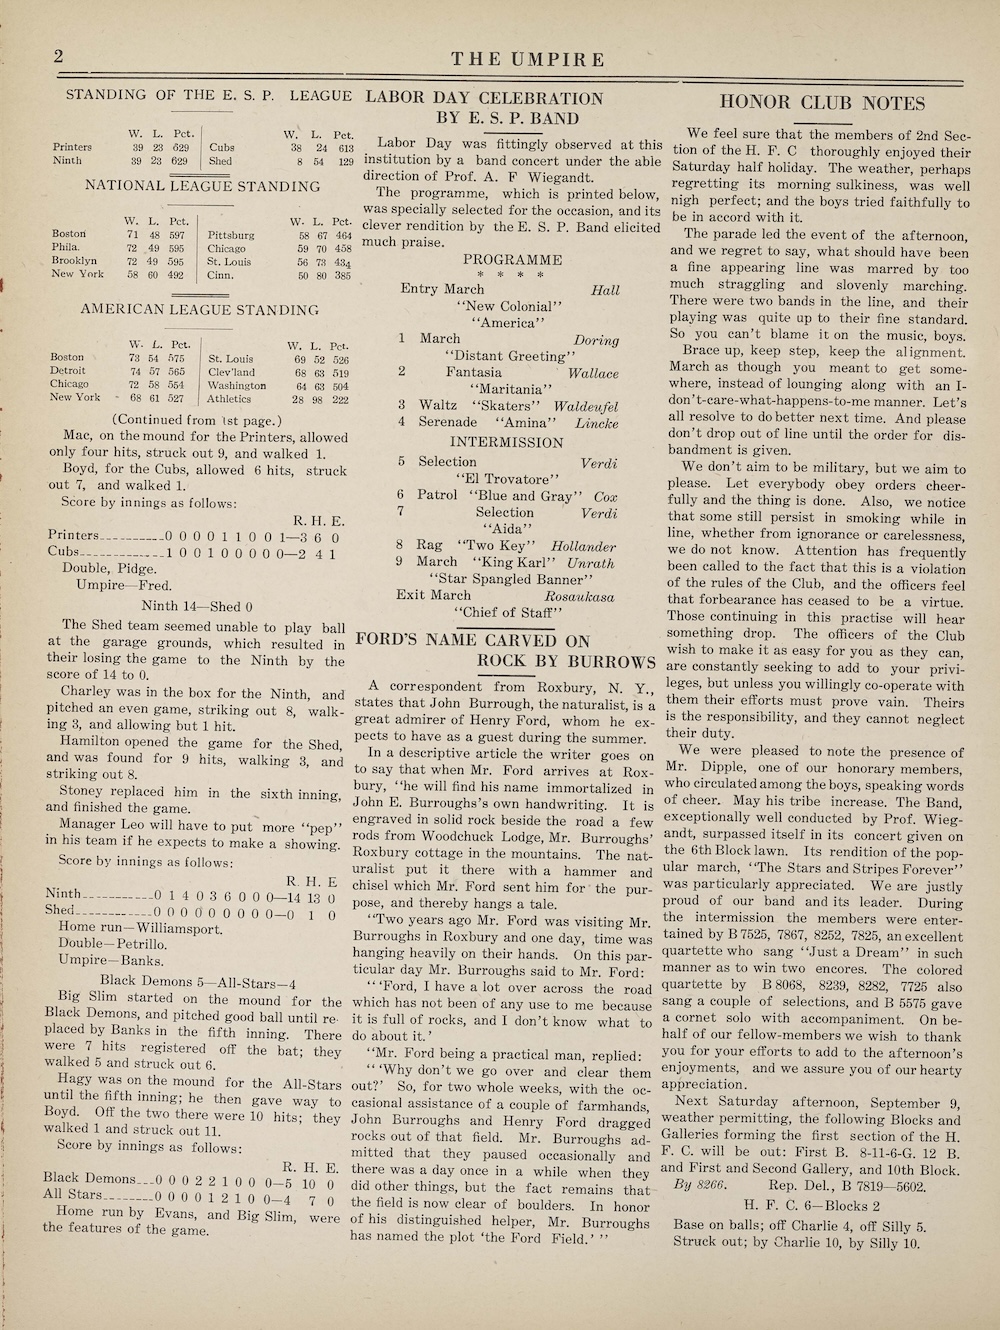 2
THE UMPIRE
STANDING OF THE E. S. P. LEAGUE
W. L. Pct. W. L. Pct.
Printers 39 23 629 Cubs 38 24 613
Ninth 39 23 629 Shed 8 54 129
NATIONAL LEAGUE STANDING
W. L. Pct. W. L. Pct.
Boston 71 48 597 Pittsburg 58 67 464
Phila. 72 49 595 Chicago 59 70 458
Brooklyn 72 49 595 St. Louis 56 73 434
New York 58 60 492 Cinn. 50 80 385
AMERICAN LEAGUE STANDING
W. L. Pct. W. L. Pct.
Boston 73 54 575 St. Louis 69 52 526
Detroit 74 57 565 Clev'land 68 63 519
Chicago 72 58 554 Washington 64 63 504
New York 68 61 527 Athletics 28 98 222
(Continued from 1st page.)
Mac, on the mound for the Printers, allowed
only four hits, struck out 9, and walked 1.
Boyd, for the Cubs, allowed 6 hits, struck
out 7, and walked 1.
Score by innings as follows:
R. H. E.
Printers----------0 0 0 0 1 1 0 0 1—3 6 0
Cubs-------------1 0 0 1 0 0 0 0 0—2 4 1
Double, Pidge.
Umpire—Fred.
Ninth 14—Shed 0
The Shed team seemed unable to play ball
at the garage grounds, which resulted in
their losing the game to the Ninth by the
score of 14 to 0.
Charley was in the box for the Ninth, and
pitched an even game, striking out 8, walk-
ing 3, and allowing but 1 hit.
Hamilton opened the game for the Shed,
and was found for 9 hits, walking 3, and
striking out 8.
Stoney replaced him in the sixth inning,
and finished the game.
Manager Leo will have to put more "pep"
in his team if he expects to make a showing.
Score by innings as follows:
R. H. E
Ninth-----------0 1 4 0 3 6 0 0 0—14 13 0
Shed------------0 0 0 0 0 0 0 0 0—0 1 0
Home run—Williamsport.
Double—Petrillo.
Umpire—Banks.
Black Demons 5—All-Stars—4
Big Slim started on the mound for the
Black Demons, and pitched good ball until re-
placed by Banks in the fifth inning. There
were 7 hits registered off the bat; they
walked 5 and struck out 6.
Hagy was on the mound for the All-Stars
until the fifth inning; he then gave way to
Boyd. Off the two there were 10 hits; they
walked 1 and struck out 11.
Score by innings as follows:
R. H. E.
Black Demons---0 0 0 2 2 1 0 0 0—5 10 0
All Stars--------0 0 0 0 1 2 1 0 0—4 7 0
Home run by Evans, and Big Slim, were
the features of the game.
LABOR DAY CELEBRATION
BY E. S. P. BAND
Labor Day was fittingly observed at this
institution by a band concert under the able
direction of Prof. A. F Wiegandt.
The programme, which is printed below,
was specially selected for the occasion, and its
clever rendition by the E. S. P. Band elicited
much praise.
PROGRAMME
* * * *
Entry March Hall
"New Colonial"
"America"
1 March Doring
"Distant Greeting"
2 Fantasia Wallace
"Maritania"
3 Waltz "Skaters" Waldeufel
4 Serenade "Amina" Lincke
INTERMISSION
5 Selection Verdi
"El Trovatore"
6 Patrol "Blue and Gray" Cox
7 Selection Verdi
"Aida"
8 Rag "Two Key" Hollander
9 March "King Karl" Unrath
"Star Spangled Banner"
Exit March Rosaukasa
"Chief of Staff"
FORD'S NAME CARVED ON
ROCK BY BURROWS
A correspondent from Roxbury, N. Y.,
states that John Burrough, the naturalist, is a
great admirer of Henry Ford, whom he ex-
pects to have as a guest during the summer.
In a descriptive article the writer goes on
to say that when Mr. Ford arrives at Rox-
bury, "he will find his name immortalized in
John E. Burroughs's own handwriting. It is
engraved in solid rock beside the road a few
rods from Woodchuck Lodge, Mr. Burroughs'
Roxbury cottage in the mountains. The nat-
uralist put it there with a hammer and
chisel which Mr. Ford sent him for the pur-
pose, and thereby hangs a tale.
"Two years ago Mr. Ford was visiting Mr.
Burroughs in Roxbury and one day, time was
hanging heavily on their hands. On this par-
ticular day Mr. Burroughs said to Mr. Ford:
"'Ford, I have a lot over across the road
which has not been of any use to me because
it is full of rocks, and I don't know what to
do about it.'
"Mr. Ford being a practical man, replied:
"'Why don't we go over and clear them
out?' So, for two whole weeks, with the oc-
casional assistance of a couple of farmhands,
John Burroughs and Henry Ford dragged
rocks out of that field. Mr. Burroughs ad-
mitted that they paused occasionally and
there was a day once in a while when they
did other things, but the fact remains that
the field is now clear of boulders. In honor
of his distinguished helper, Mr. Burroughs
has named the plot 'the Ford Field.' "
HONOR CLUB NOTES
We feel sure that the members of 2nd Sec-
tion of the H. F. C thoroughly enjoyed their
Saturday half holiday. The weather, perhaps
regretting its morning sulkiness, was well
nigh perfect; and the boys tried faithfully to
be in accord with it.
The parade led the event of the afternoon,
and we regret to say, what should have been
a fine appearing line was marred by too
much straggling and slovenly marching.
There were two bands in the line, and their
playing was quite up to their fine standard.
So you can't blame it on the music, boys.
Brace up, keep step, keep the alignment.
March as though you meant to get some-
where, instead of lounging along with an I-
don't-care-what-happens-to-me manner. Let's
all resolve to do better next time. And please
don't drop out of line until the order for dis-
bandment is given.
We don't aim to be military, but we aim to
please. Let everybody obey orders cheer-
fully and the thing is done. Also, we notice
that some still persist in smoking while in
line, whether from ignorance or carelessness,
we do not know. Attention has frequently
been called to the fact that this is a violation
of the rules of the Club, and the officers feel
that forbearance has ceased to be a virtue.
Those continuing in this practise will hear
something drop. The officers of the Club
wish to make it as easy for you as they can,
are constantly seeking to add to your privi-
leges, but unless you willingly co-operate with
them their efforts must prove vain. Theirs
is the responsibility, and they cannot neglect
their duty.
We were pleased to note the presence of
Mr. Dipple, one of our honorary members,
who circulated among the boys, speaking words
of cheer. May his tribe increase. The Band,
exceptionally well conducted by Prof. Wieg-
andt, surpassed itself in its concert given on
the 6th Block lawn. Its rendition of the pop-
ular march, "The Stars and Stripes Forever"
was particularly appreciated. We are justly
proud of our band and its leader. During
the intermission the members were enter-
tained by B 7525, 7867, 8252, 7825, an excellent
quartette who sang "Just a Dream" in such
manner as to win two encores. The colored
quartette by B 8068, 8239, 8282, 7725 also
sang a couple of selections, and B 5575 gave
a cornet solo with accompaniment. On be-
half of our fellow-members we wish to thank
you for your efforts to add to the afternoon's
enjoyments, and we assure you of our hearty
appreciation.
Next Saturday afternoon, September 9,
weather permitting, the following Blocks and
Galleries forming the first section of the H.
F. C. will be out: First B. 8-11-6-G. 12 B.
and First and Second Gallery, and 10th Block.
By 8266. Rep. Del., B 7819—5602.
H. F. C. 6—Blocks 2
Base on balls; off Charlie 4, off Silly 5.
Struck out; by Charlie 10, by Silly 10.